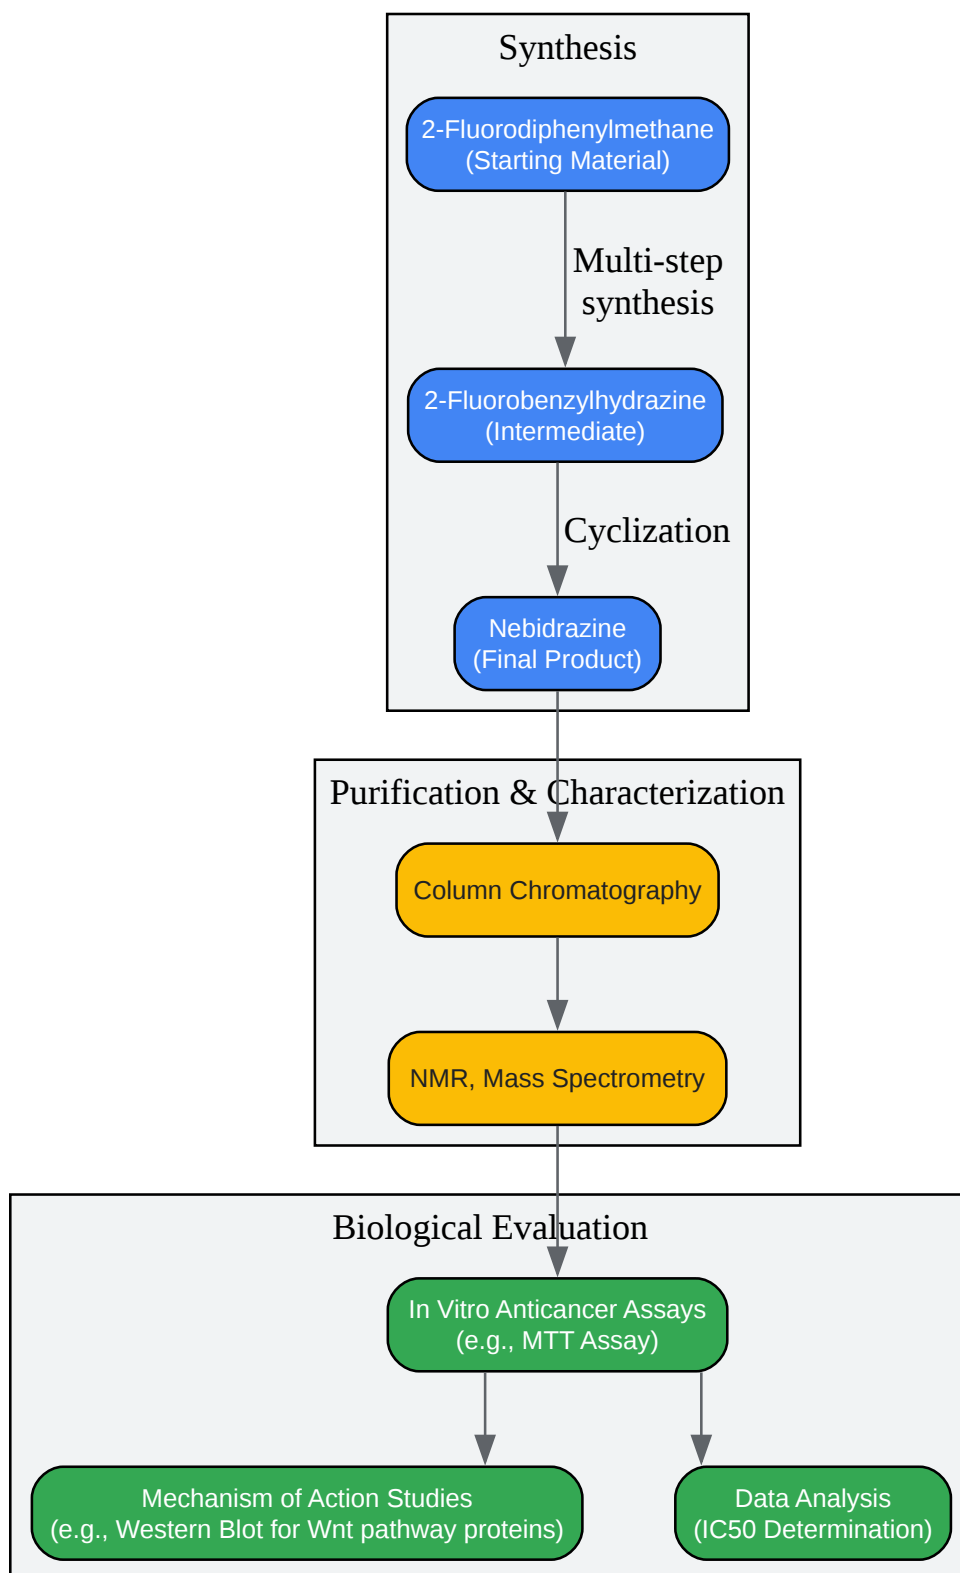 Synthesis
2-Fluorodiphenylmethane
(Starting Material)
Multi-step
synthesis
2-Fluorobenzylhydrazine
(Intermediate)
Cyclization
Nebidrazine
(Final Product)
Purification & Characterization
Column Chromatography
NMR, Mass Spectrometry
Biological Evaluation
In Vitro Anticancer Assays
(e.g., MTT Assay)
Mechanism of Action Studies
(e.g., Western Blot for Wnt pathway proteins)
Data Analysis
(IC50 Determination)